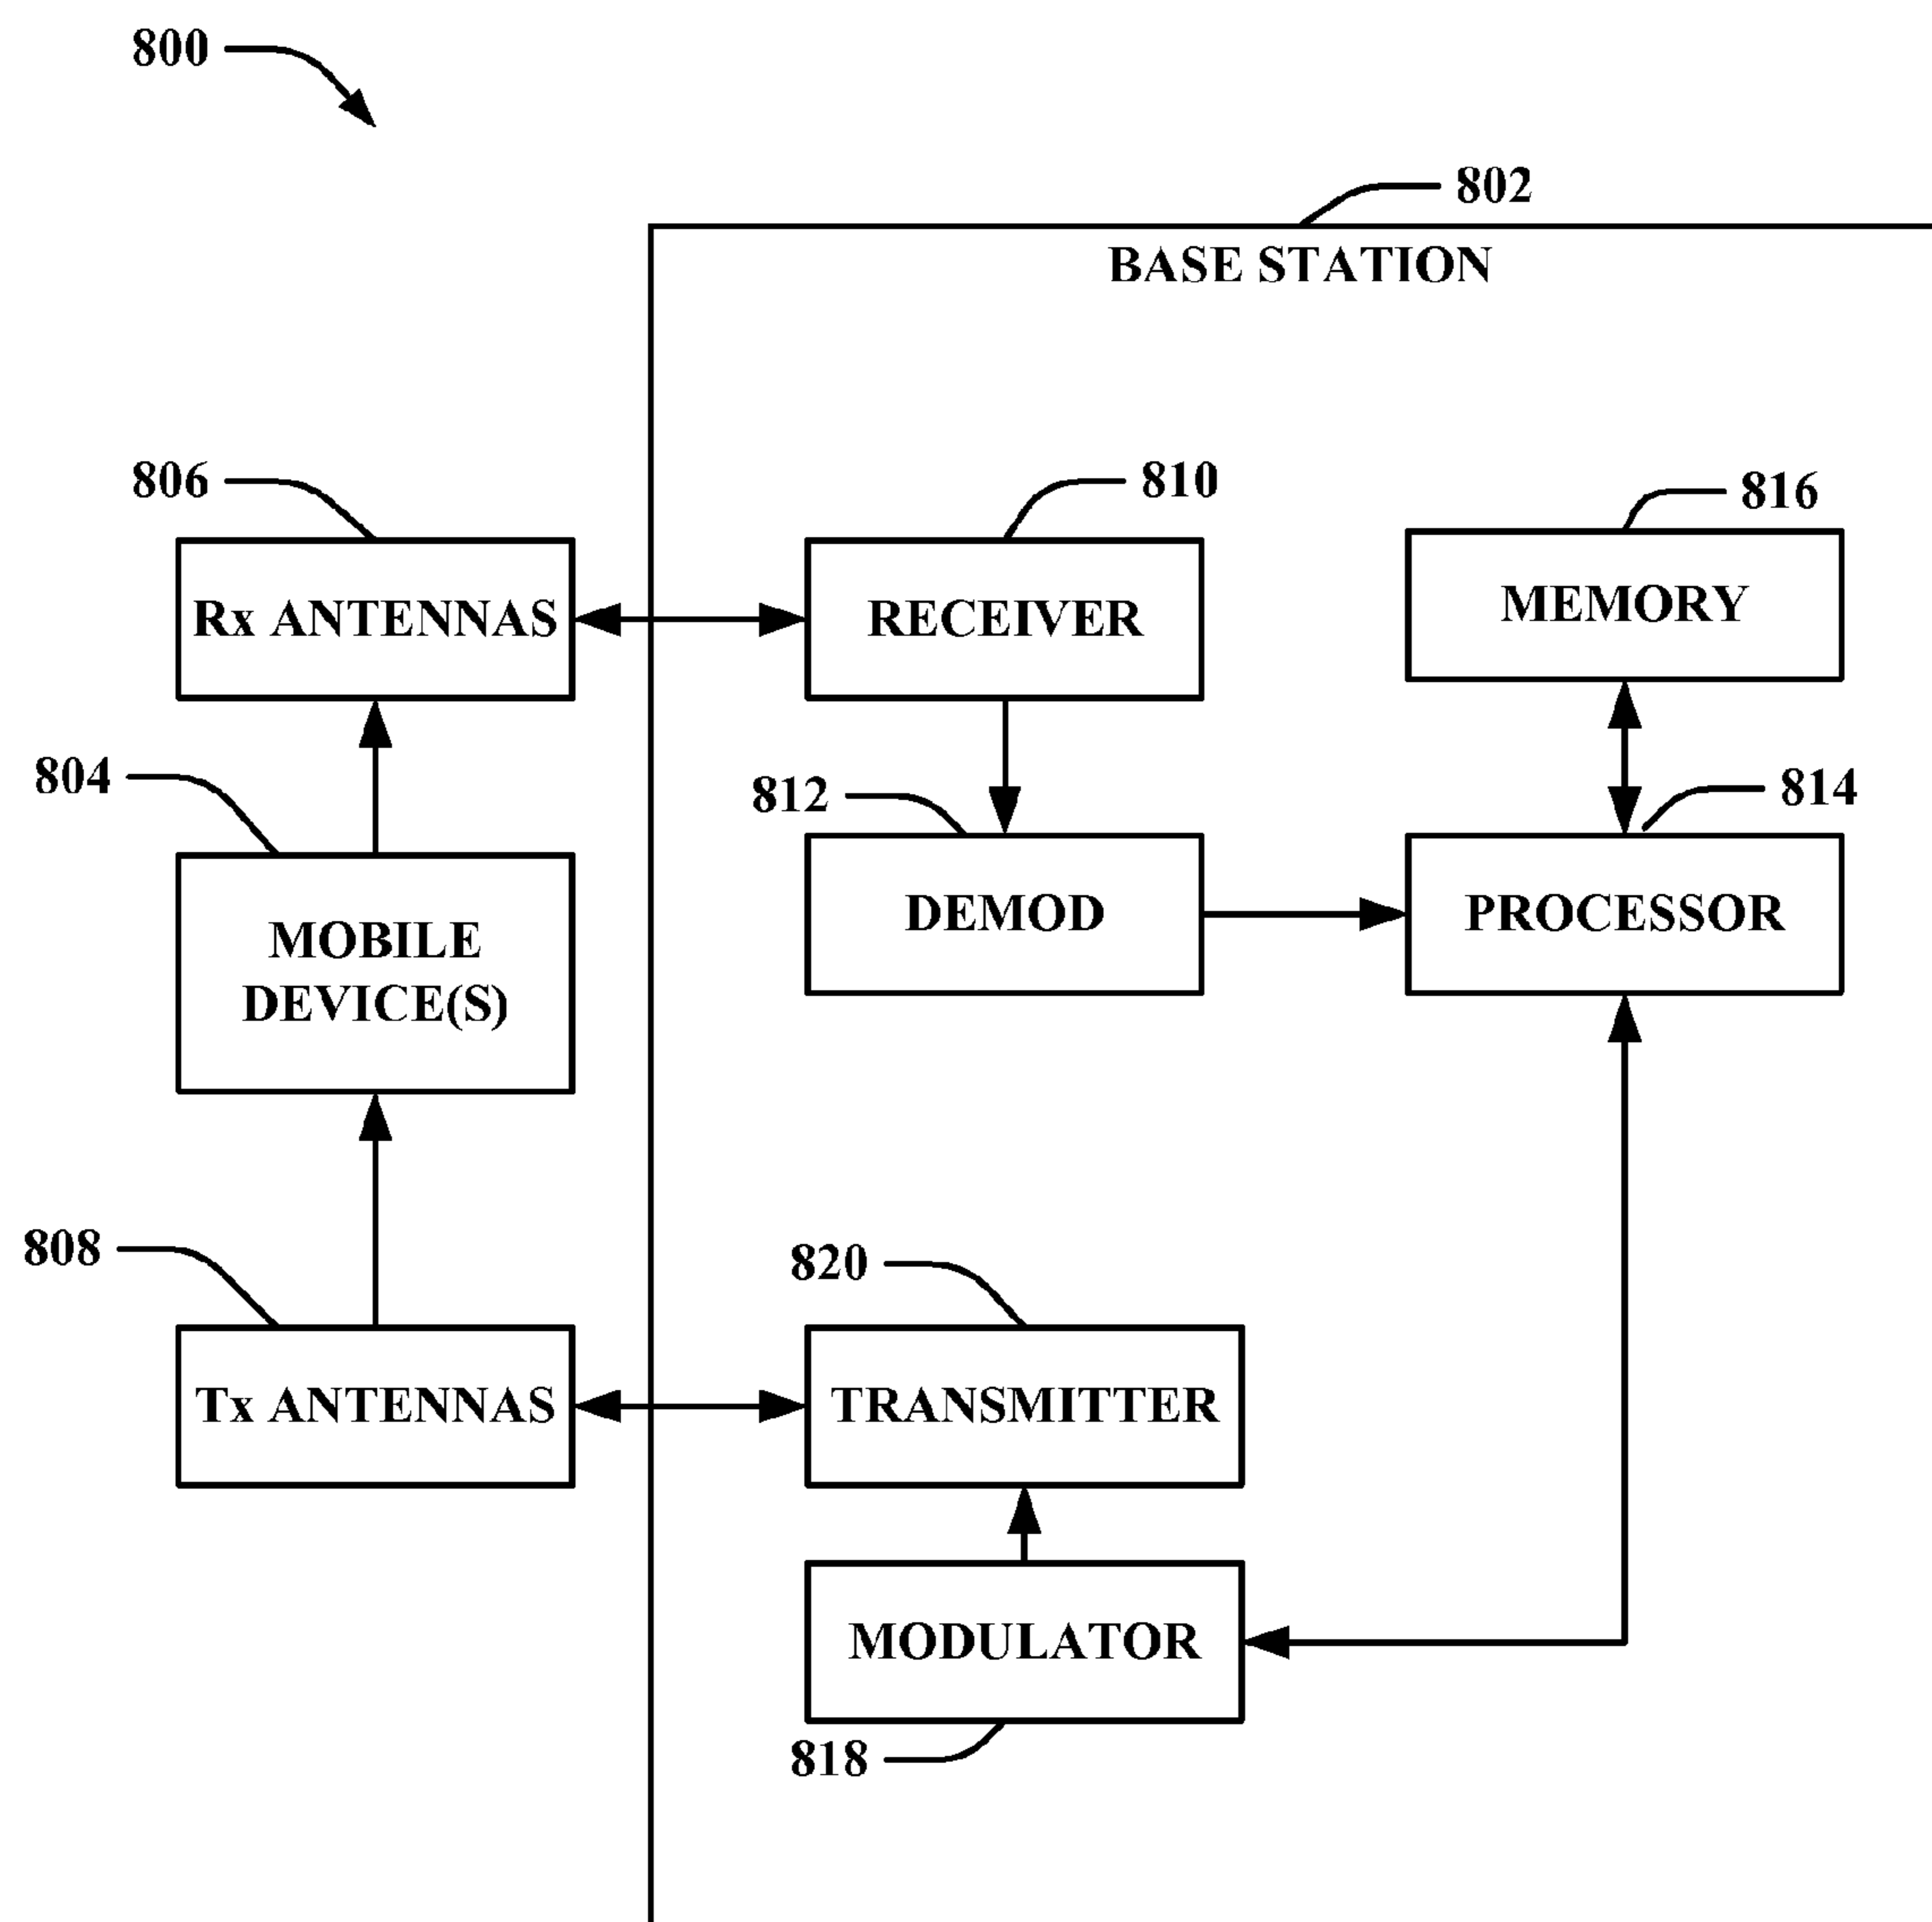 800
802
BASE STATION
806
810
816
Rx ANTENNAS
RECEIVER
MEMORY
804
812
814
MOBILE
DEVICE(S)
DEMOD
PROCESSOR
808
820
Tx ANTENNAS
TRANSMITTER
MODULATOR
818